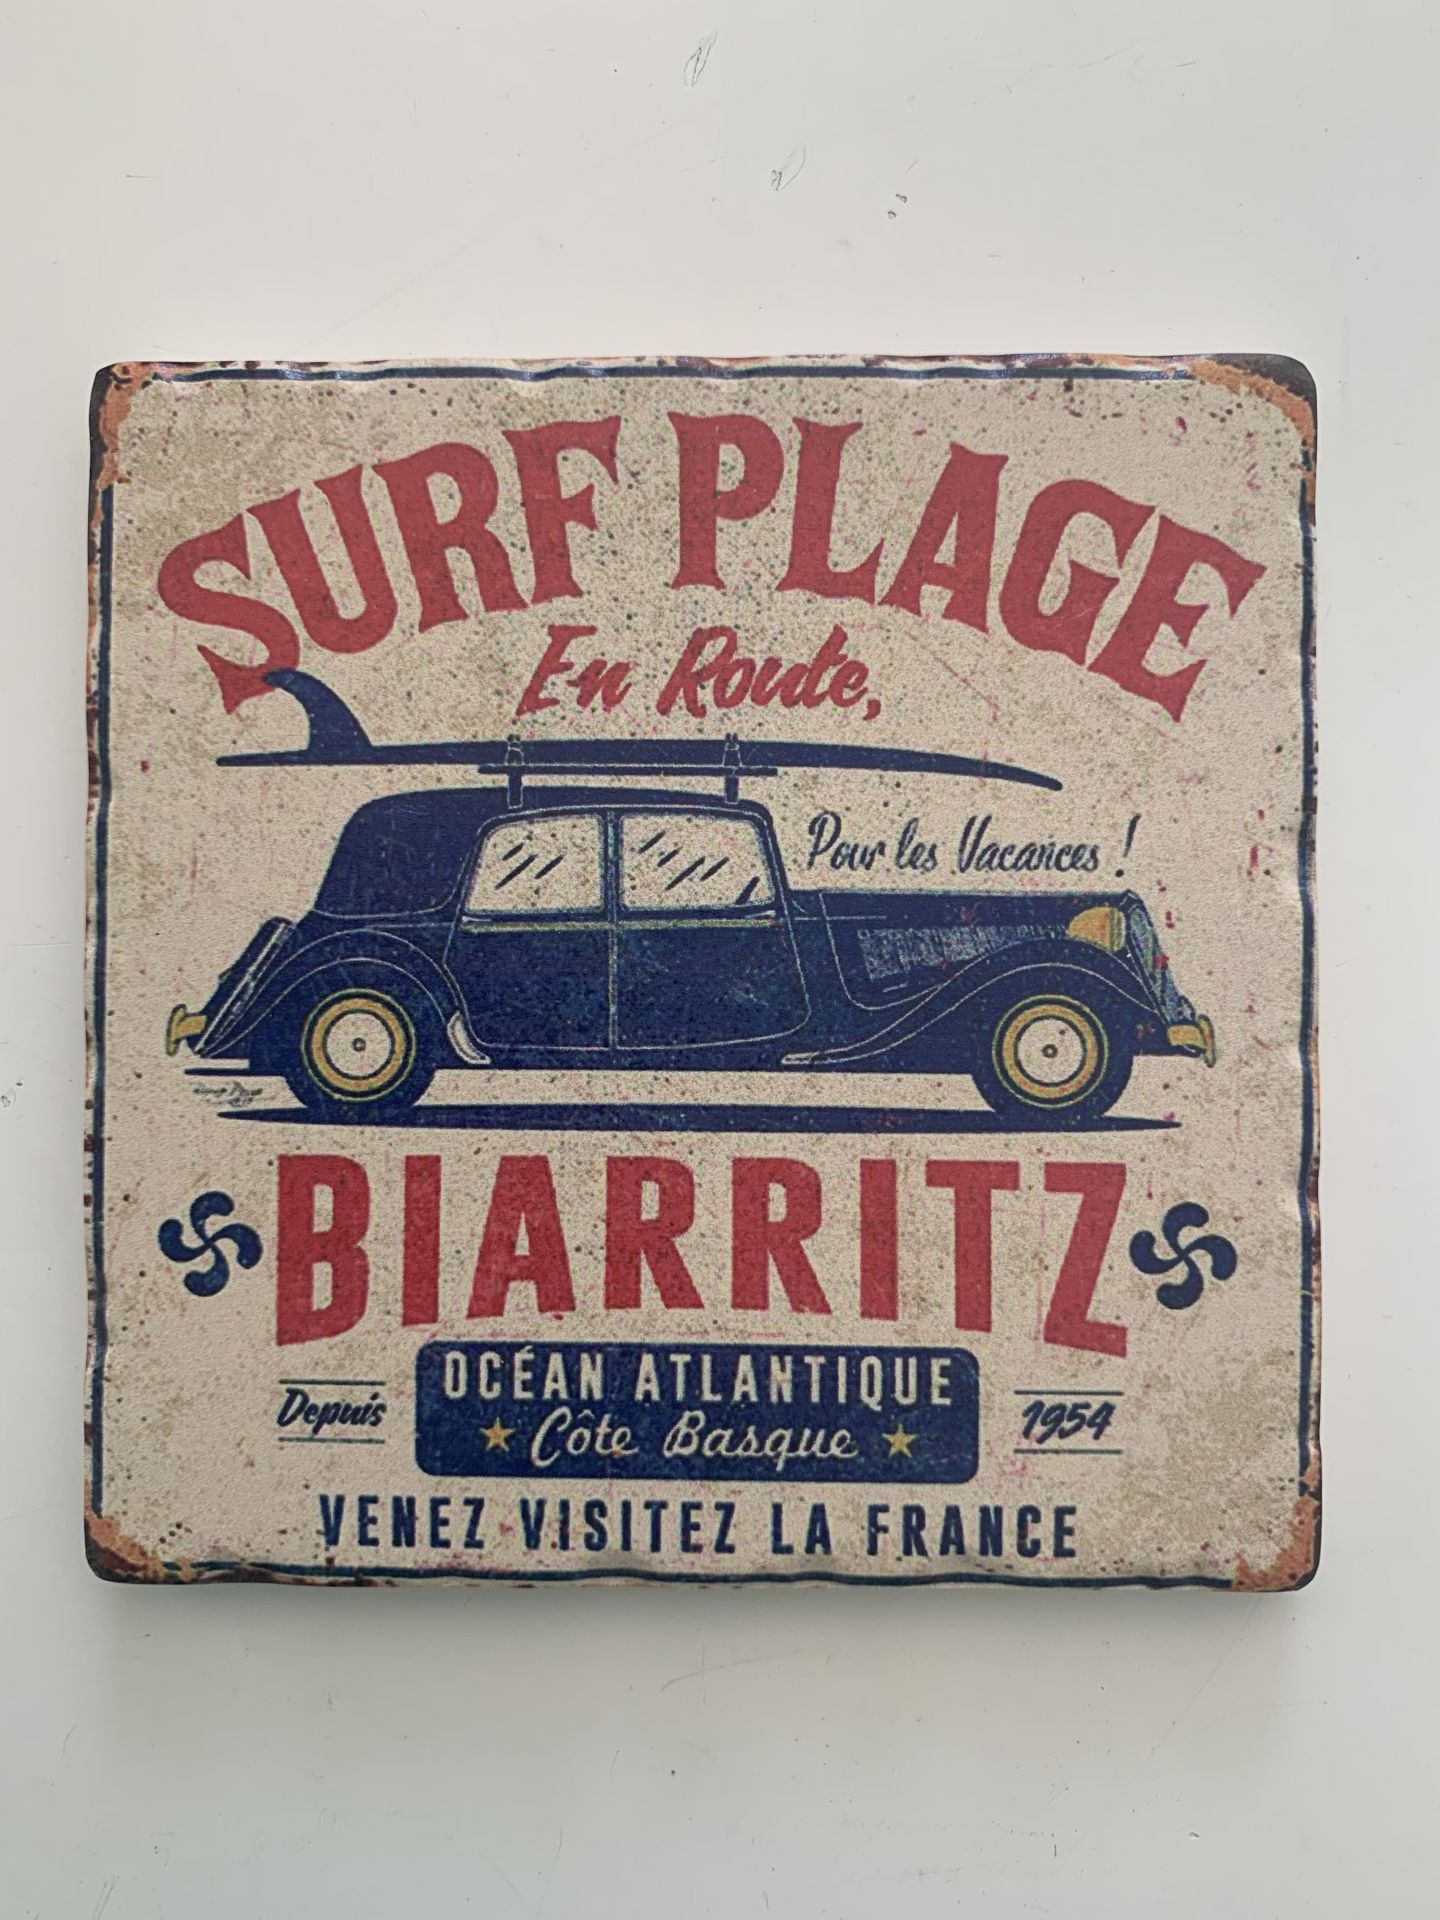 SURF PLAGE
En Route,
Pour les Vacances !
BIARRITZ
OCÉAN ATLANTIQUE
Depuis
Côte Basque
1954
VENEZ VISITEZ LA FRANCE